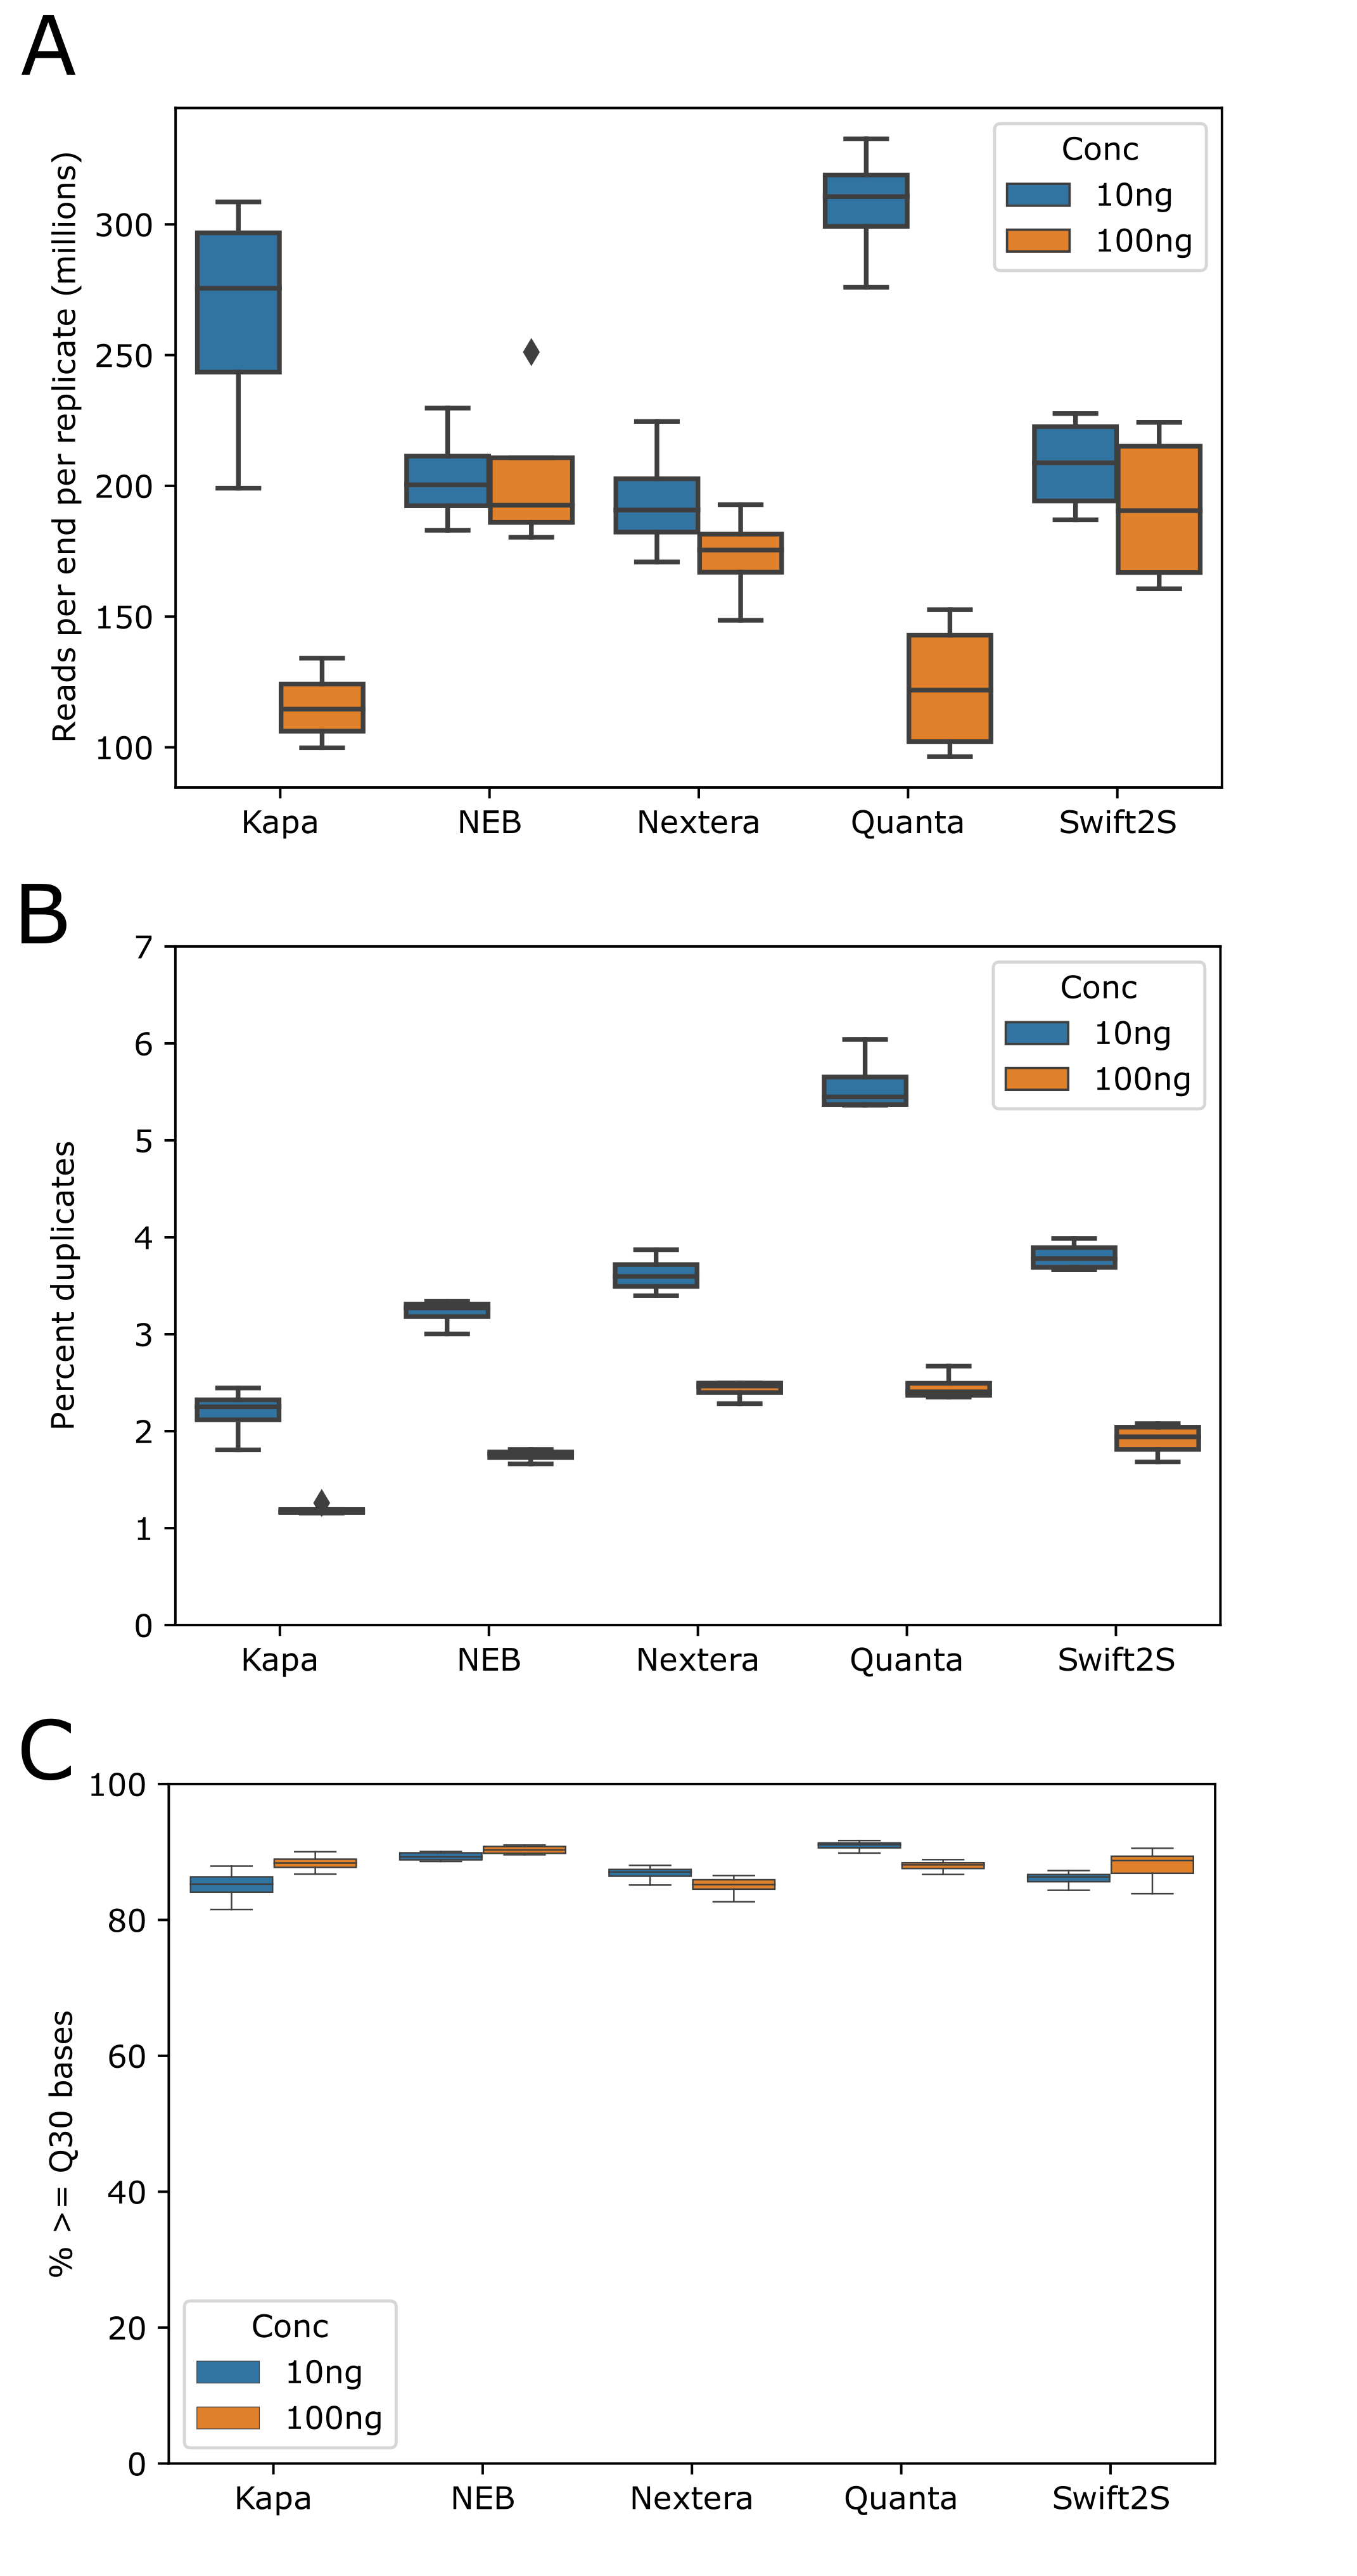 A
Reads per end per replicate (millions)
300
250
200
150
100
Conc
10ng
100ng
Kapa NEB Nextera Quanta Swift2S
B
Percent duplicates
7
6
5
4
3
2
1
0
Conc
10ng
100ng
Kapa NEB Nextera Quanta Swift2S
C
% >= Q30 bases
100
80
60
40
20
0
Conc
10ng
100ng
Kapa NEB Nextera Quanta Swift2S